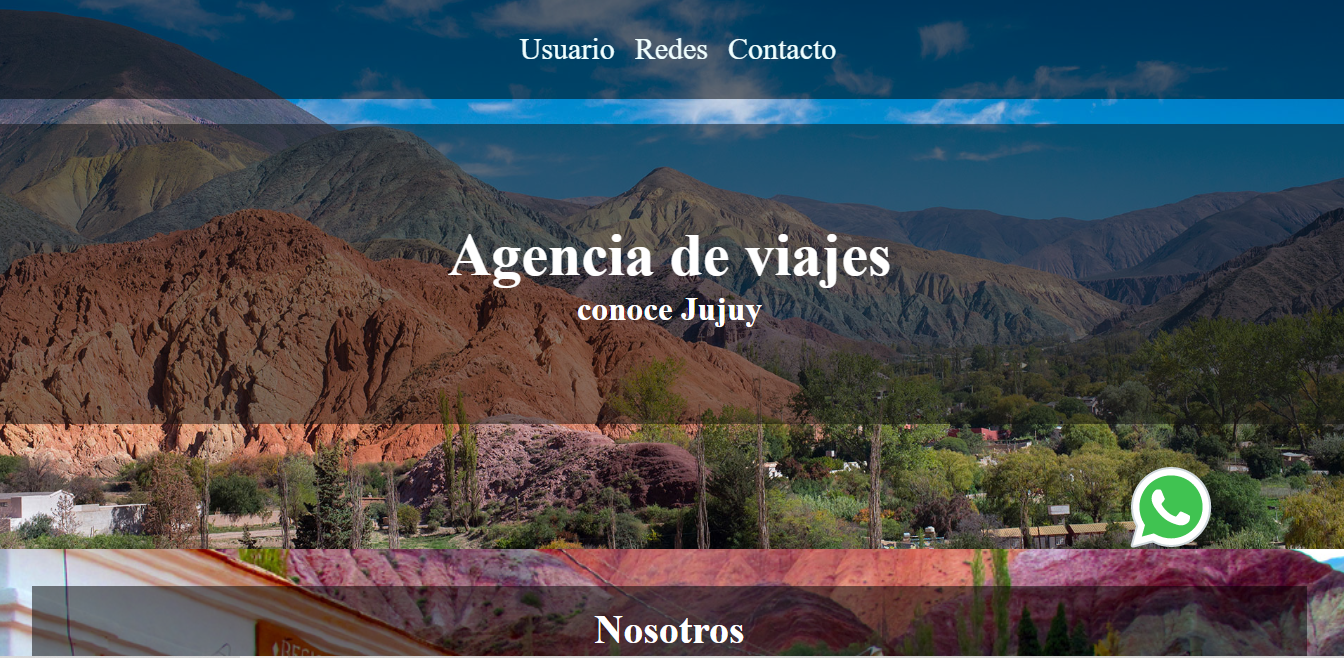 Usuario Redes Contacto
Agencia de viajes
conoce Jujuy
Nosotros